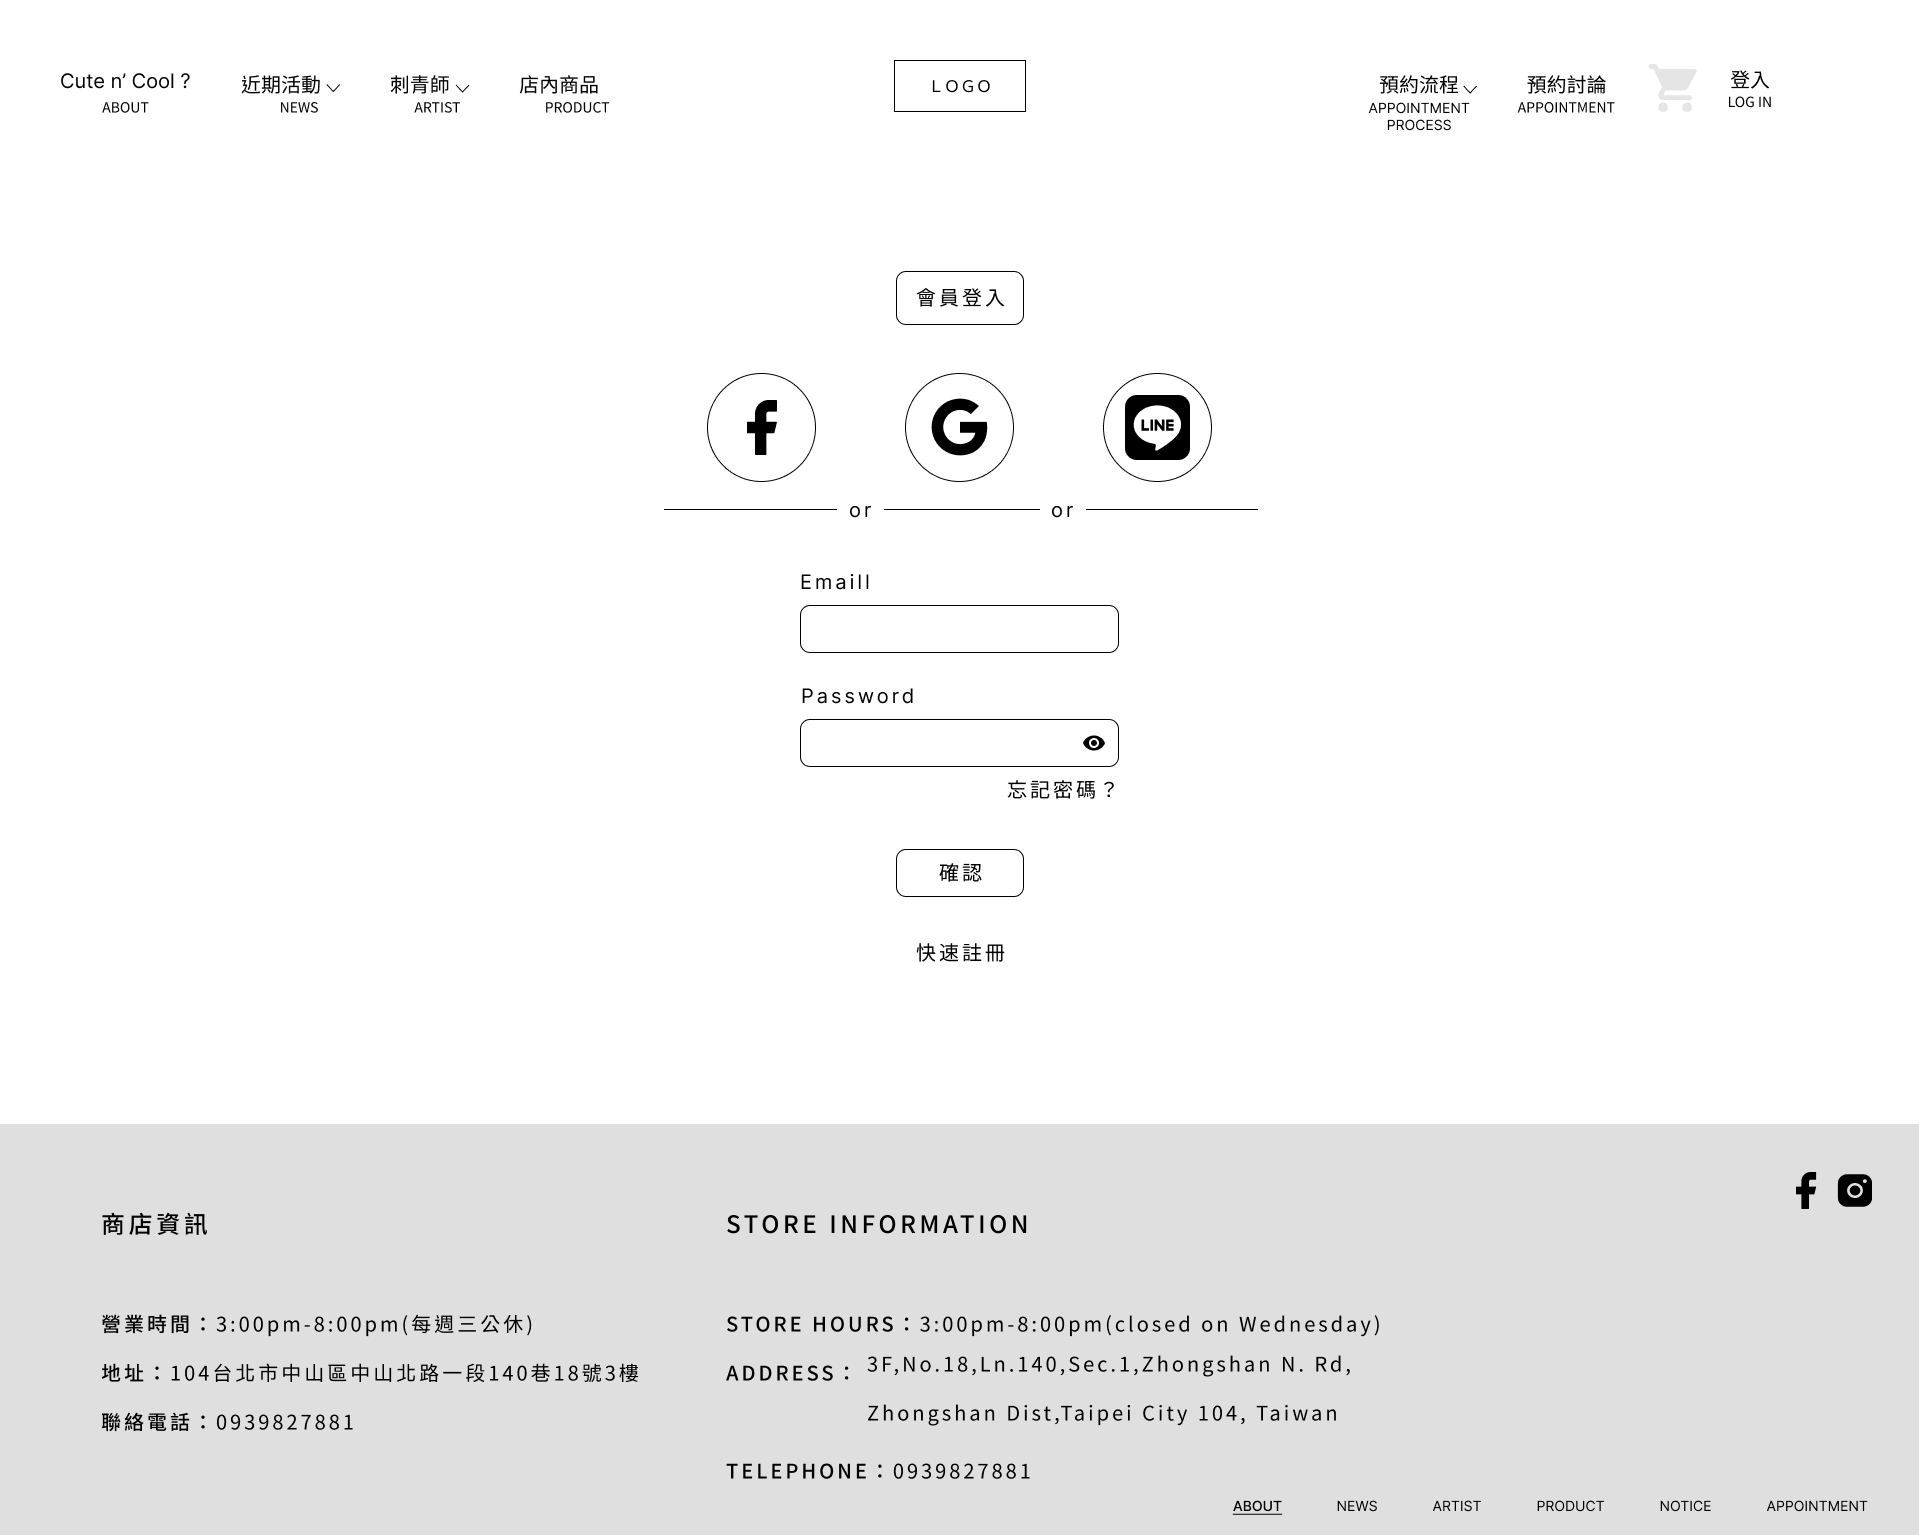 Cute n’ Cool ?
ABOUT
近期活動
NEWS
刺青師
ARTIST
店內商品
PRODUCT
LOGO
預約流程
APPOINTMENT
PROCESS
預約討論
APPOINTMENT
登入
LOG IN
會員登入
LINE
or or
Emaill
Password
忘記密碼？
確認
快速註冊
商店資訊
營業時間：3:00pm-8:00pm(每週三公休)
地址：104台北市中山區中山北路一段140巷18號3樓
聯絡電話：0939827881
STORE INFORMATION
STORE HOURS：3:00pm-8:00pm(closed on Wednesday)
ADDRESS： 3F,No.18,Ln.140,Sec.1,Zhongshan N. Rd,
Zhongshan Dist,Taipei City 104, Taiwan
TELEPHONE：0939827881
ABOUT NEWS ARTIST PRODUCT NOTICE APPOINTMENT